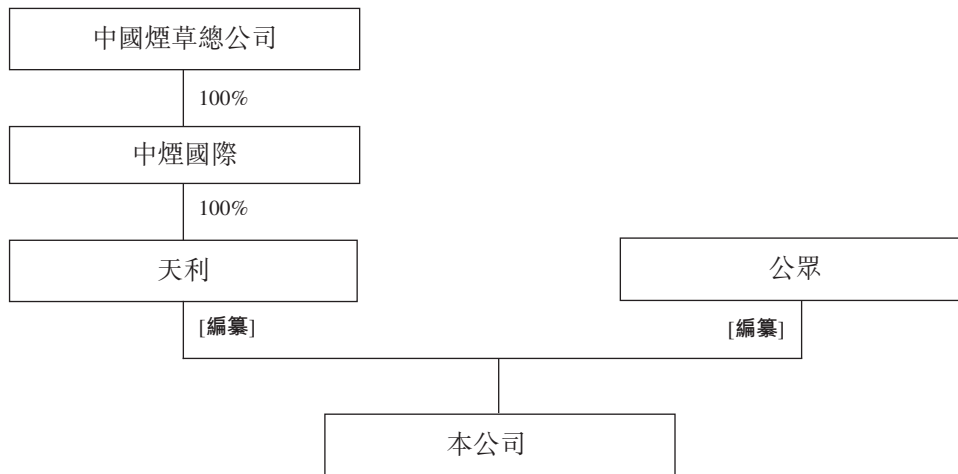 中國煙草總公司
100%
中煙國際
100%
天利
公眾
[編纂]
[編纂]
本公司